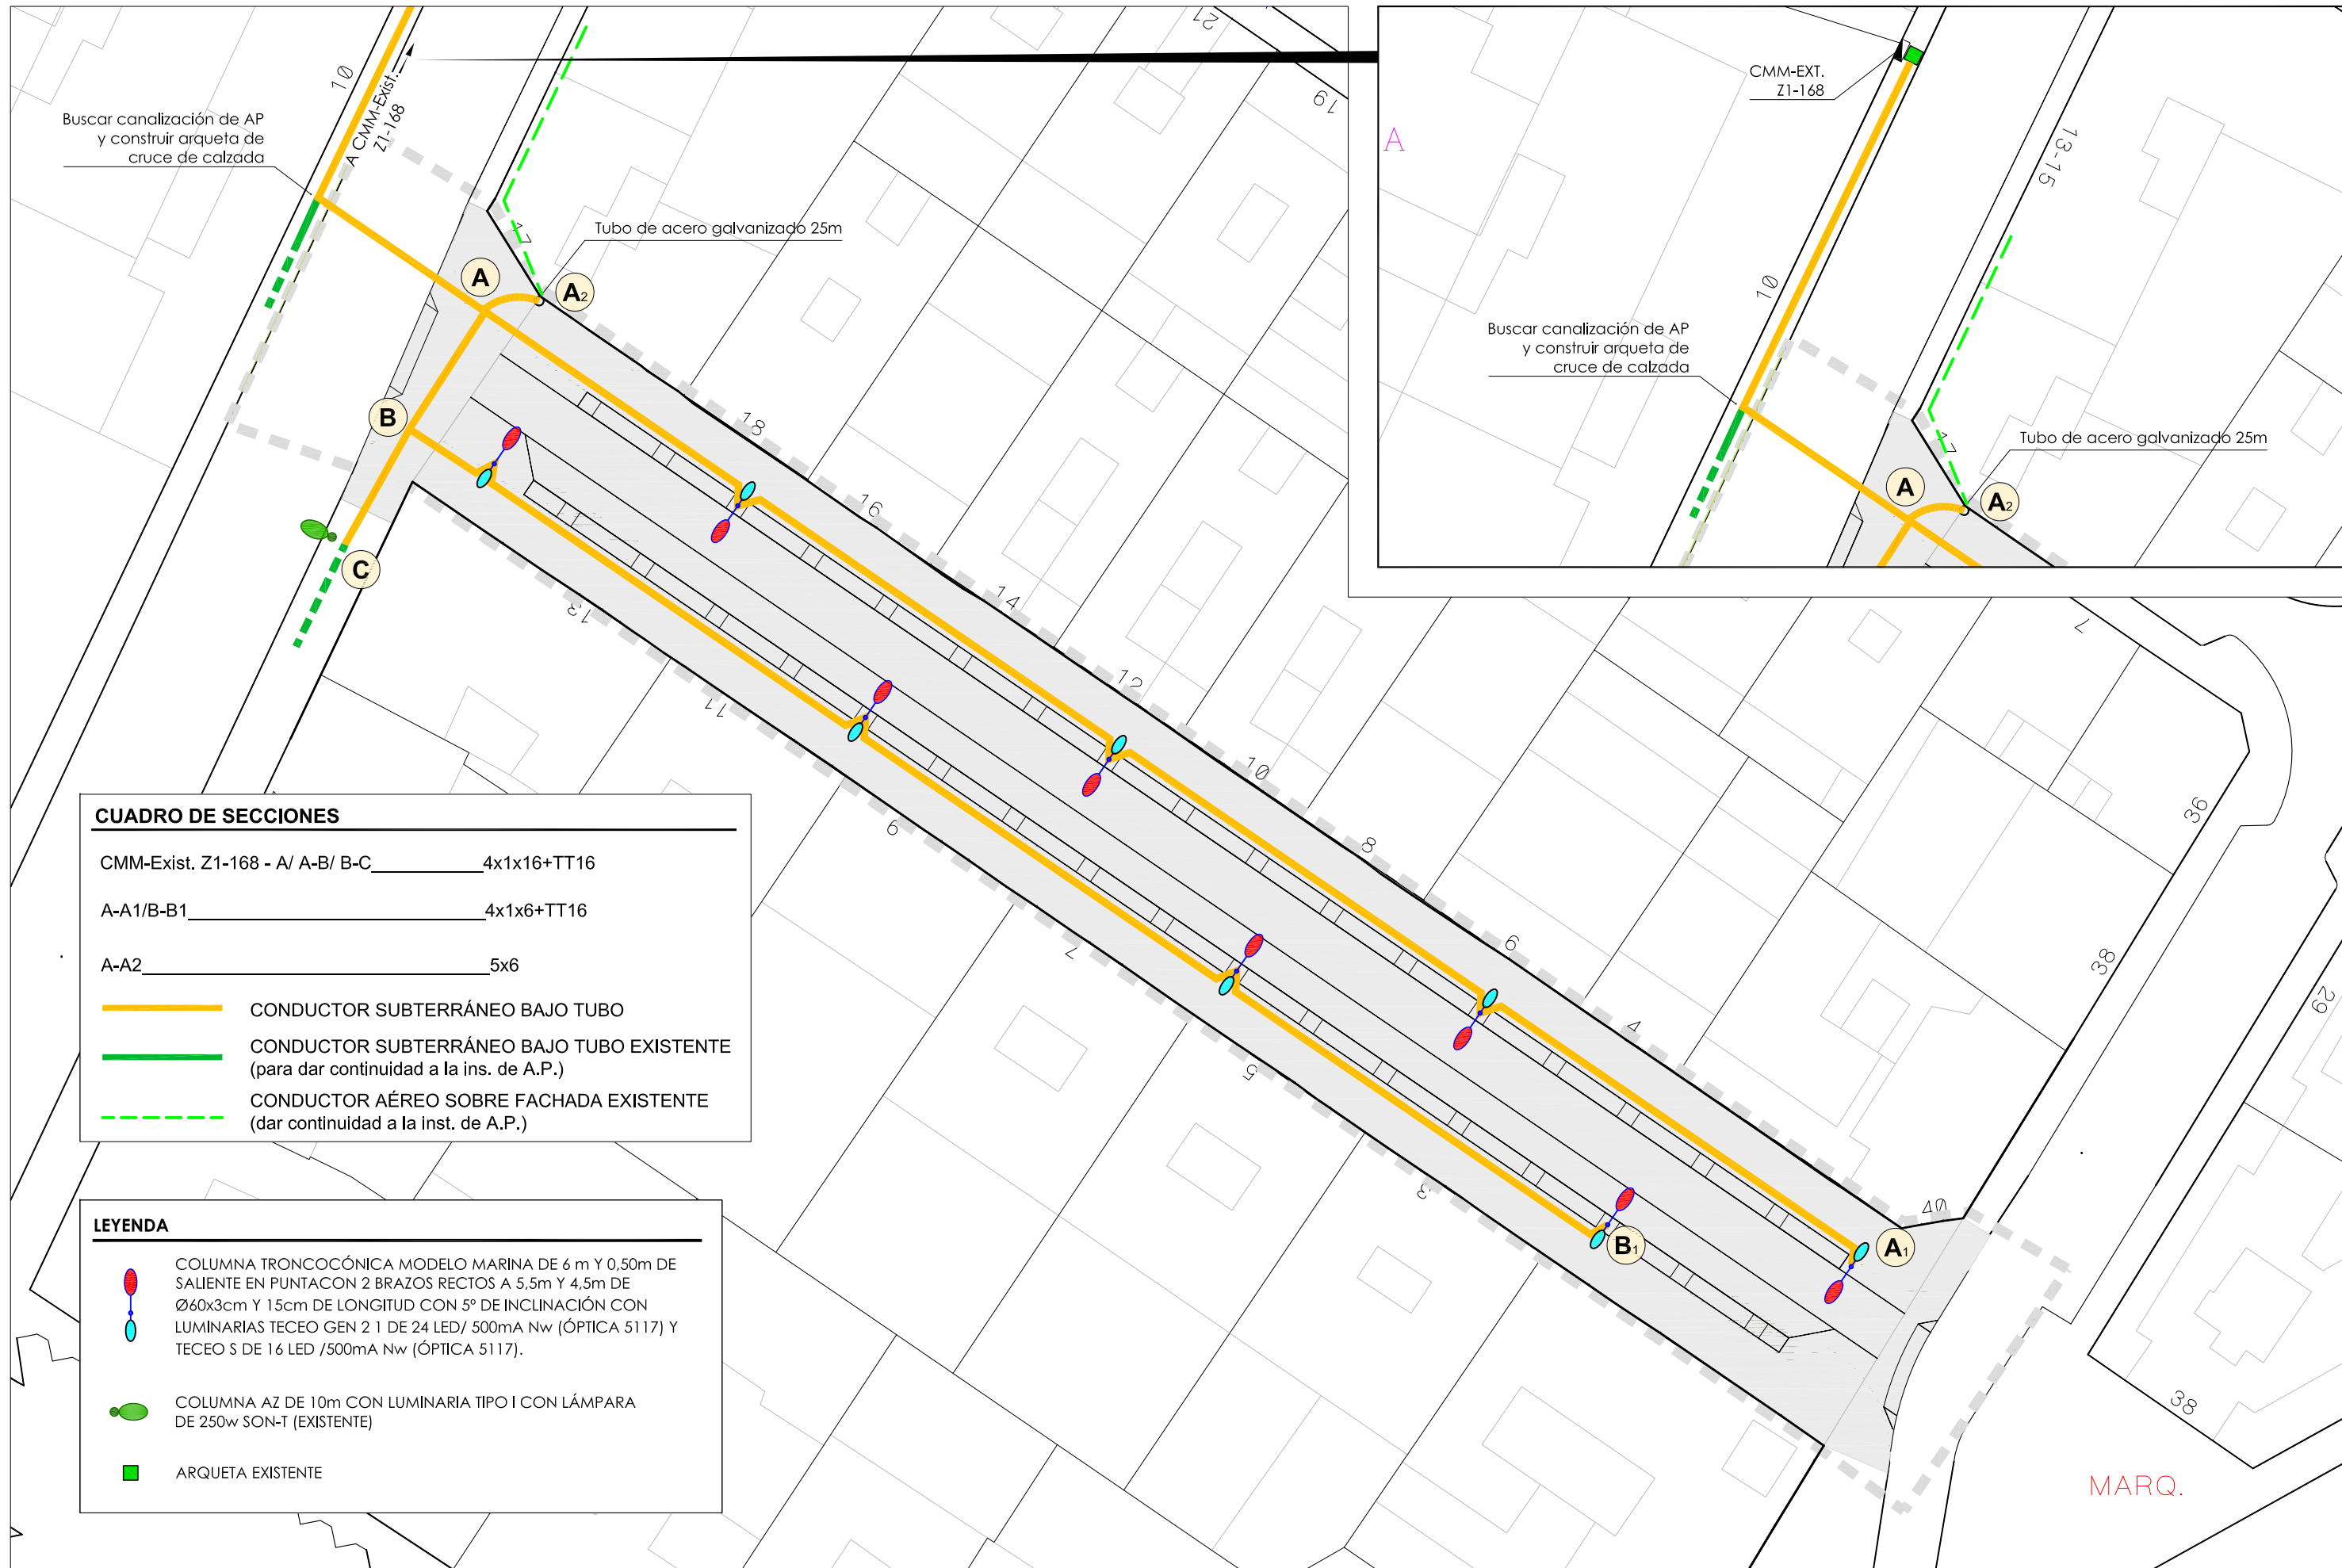 21
19
10
A CMM-Exist.
Z1-168
Buscar canalización de AP
y construir arqueta de
cruce de calzada
17
Tubo de acero galvanizado 25m
A
A2
B
C
18
16
14
12
10
8
6
4
40
13
11
9
7
5
3
B1
A1
7
36
38
29
38
MARQ.
A
CMM-EXT.
Z1-168
13-15
10
Buscar canalización de AP
y construir arqueta de
cruce de calzada
17
Tubo de acero galvanizado 25m
A
A2
CUADRO DE SECCIONES
CMM-Exist. Z1-168 - A/ A-B/ B-C__________4x1x16+TT16
A-A1/B-B1__________4x1x6+TT16
A-A2__________5x6
CONDUCTOR SUBTERRÁNEO BAJO TUBO
CONDUCTOR SUBTERRÁNEO BAJO TUBO EXISTENTE
(para dar continuidad a la ins. de A.P.)
CONDUCTOR AÉREO SOBRE FACHADA EXISTENTE
(dar continuidad a la inst. de A.P.)
LEYENDA
COLUMNA TRONCOCÓNICA MODELO MARINA DE 6 m Y 0,50m DE
SALIENTE EN PUNTACON 2 BRAZOS RECTOS A 5,5m Y 4,5m DE
Ø60x3cm Y 15cm DE LONGITUD CON 5º DE INCLINACIÓN CON
LUMINARIAS TECEO GEN 2 1 DE 24 LED/ 500mA Nw (ÓPTICA 5117) Y
TECEO S DE 16 LED /500mA Nw (ÓPTICA 5117).
COLUMNA AZ DE 10m CON LUMINARIA TIPO I CON LÁMPARA
DE 250w SON-T (EXISTENTE)
ARQUETA EXISTENTE